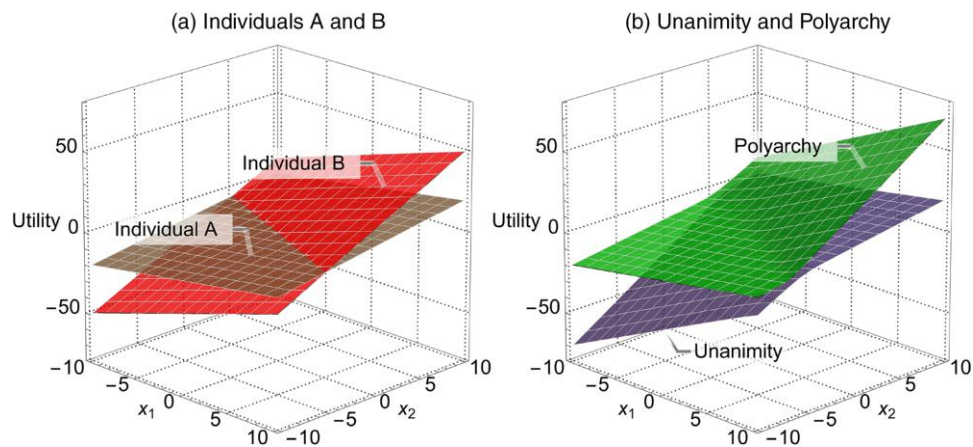 (a) Individuals A and B
50
Utility 0
−50
−10
−5
0
5
10
x1
−10
−5
0
5
10
x2
Individual B
Individual A
(b) Unanimity and Polyarchy
50
Utility 0
−50
−10
−5
0
5
10
x1
−10
−5
0
5
10
x2
Polyarchy
Unanimity